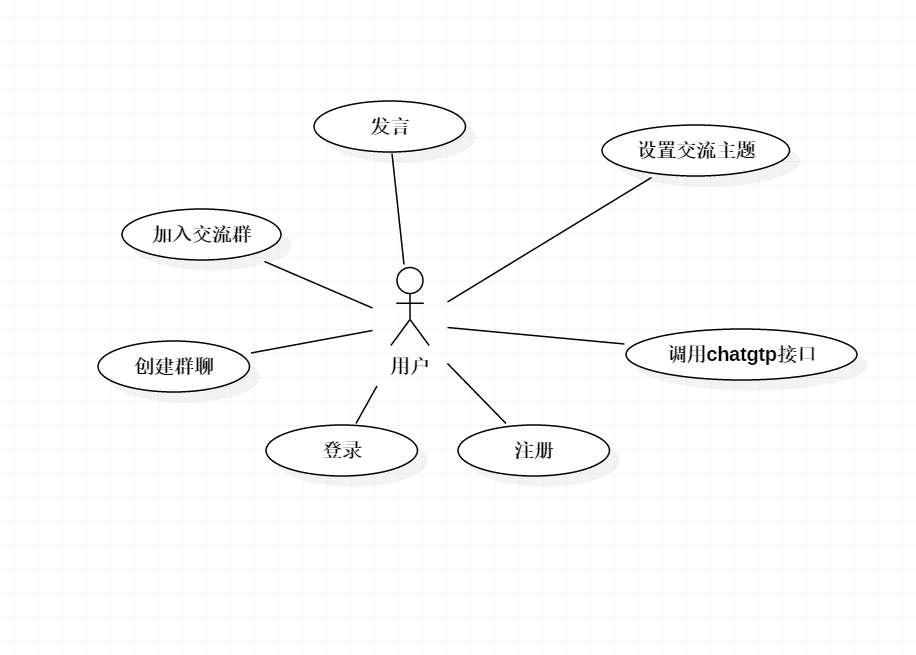 发言
设置交流主题
加入交流群
创建群聊
用户
调用chatgtp接口
登录
注册